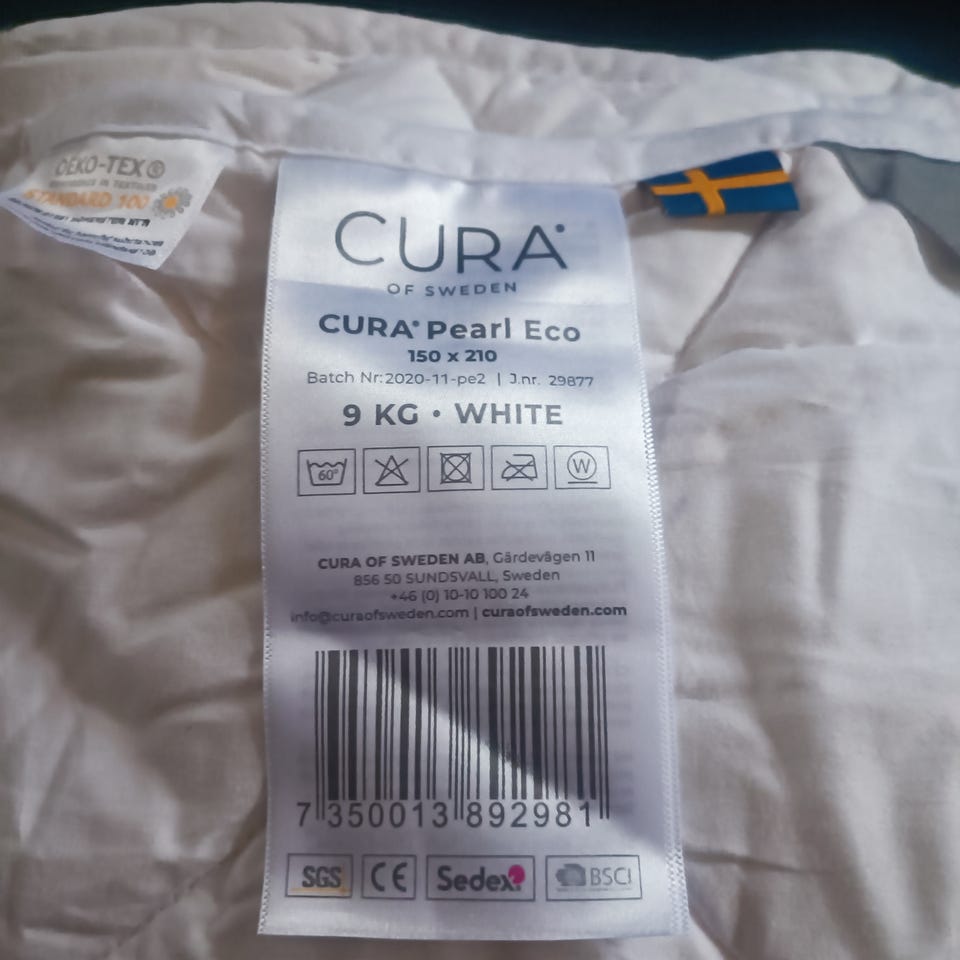 OEKO-TEX®
STANDARD 100
CURA®
OF SWEDEN
CURA® Pearl Eco
150 x 210
Batch Nr: 2020-11-pe2 | J.nr. 29877
9 KG • WHITE
60° W
CURA OF SWEDEN AB, Gärdevägen 11
856 50 SUNDSVALL, Sweden
+46 (0) 10-10 100 24
info@curaofsweden.com | curaofsweden.com
7 350013 892981
SGS CE Sedex BSCI